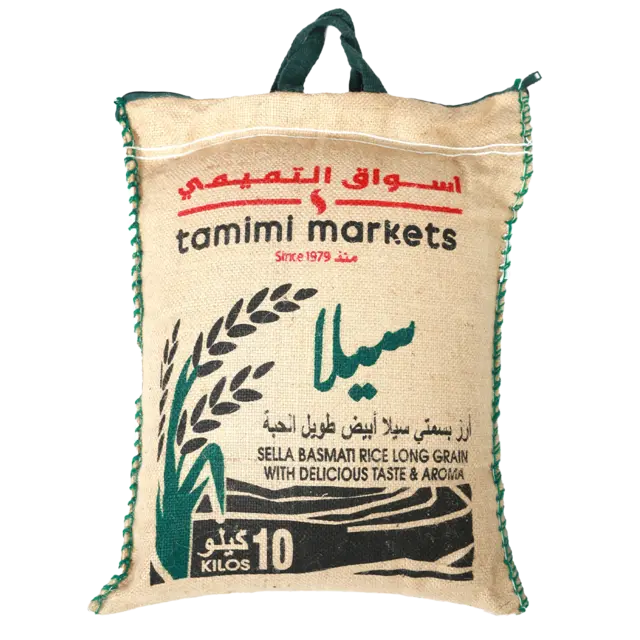 أسواق التميمي
tamimi markets
Since 1979 منذ
سيلا
أرز بسمتي سيلا أبيض طويل الحبة
SELLA BASMATI RICE LONG GRAIN
WITH DELICIOUS TASTE & AROMA
كيلو 10
KILOS